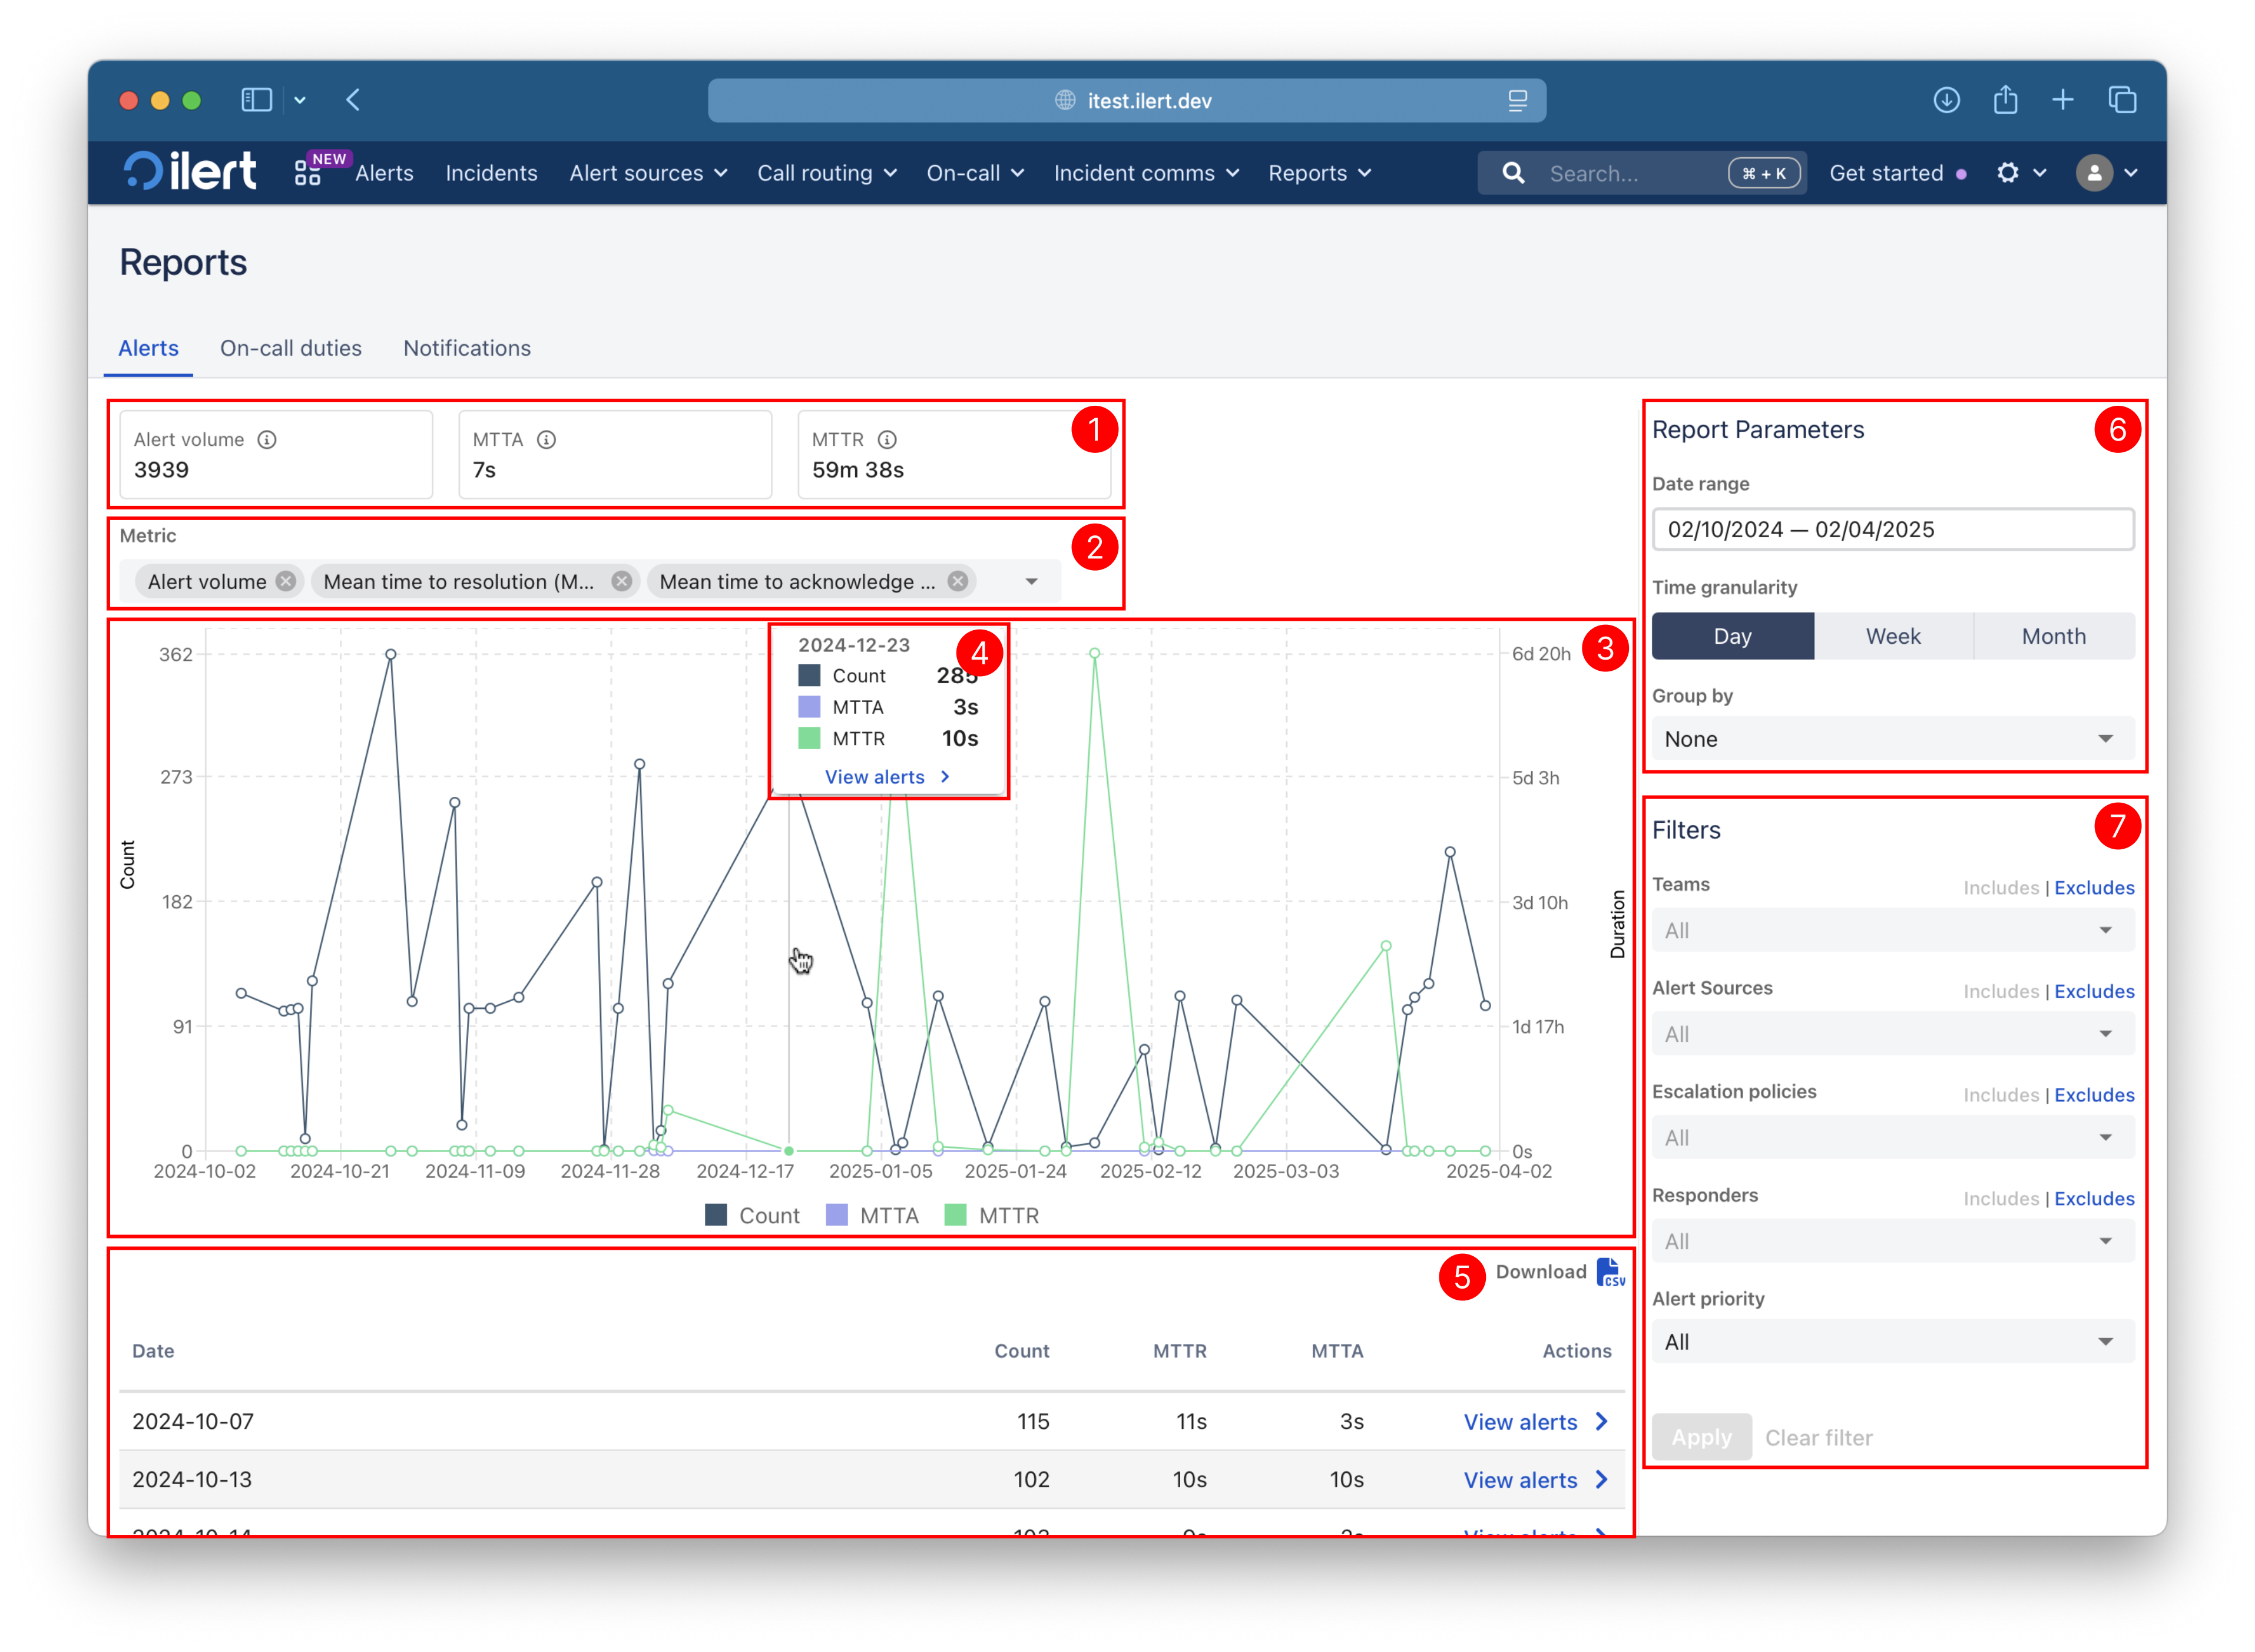 itest.ilert.dev
ilert
NEW
Alerts Incidents Alert sources Call routing On-call Incident comms Reports
Search... ⌘ + K
Get started
Reports
Alerts On-call duties Notifications
Alert volume
3939
MTTA
7s
MTTR
59m 38s
1
Metric
Alert volume Mean time to resolution (M... Mean time to acknowledge ...
2
3
Count
362
273
182
91
0
6d 20h
5d 3h
3d 10h
1d 17h
0s
Duration
2024-12-23
4
Count 285
MTTA 3s
MTTR 10s
View alerts
2024-10-02 2024-10-21 2024-11-09 2024-11-28 2024-12-17 2025-01-05 2025-01-24 2025-02-12 2025-03-03 2025-04-02
Count MTTA MTTR
5
Download CSV
Date Count MTTR MTTA Actions
2024-10-07 115 11s 3s View alerts
2024-10-13 102 10s 10s View alerts
2024-10-14 View alerts
Report Parameters
6
Date range
02/10/2024 — 02/04/2025
Time granularity
Day Week Month
Group by
None
Filters
7
Teams Includes | Excludes
All
Alert Sources Includes | Excludes
All
Escalation policies Includes | Excludes
All
Responders Includes | Excludes
All
Alert priority
All
Apply Clear filter